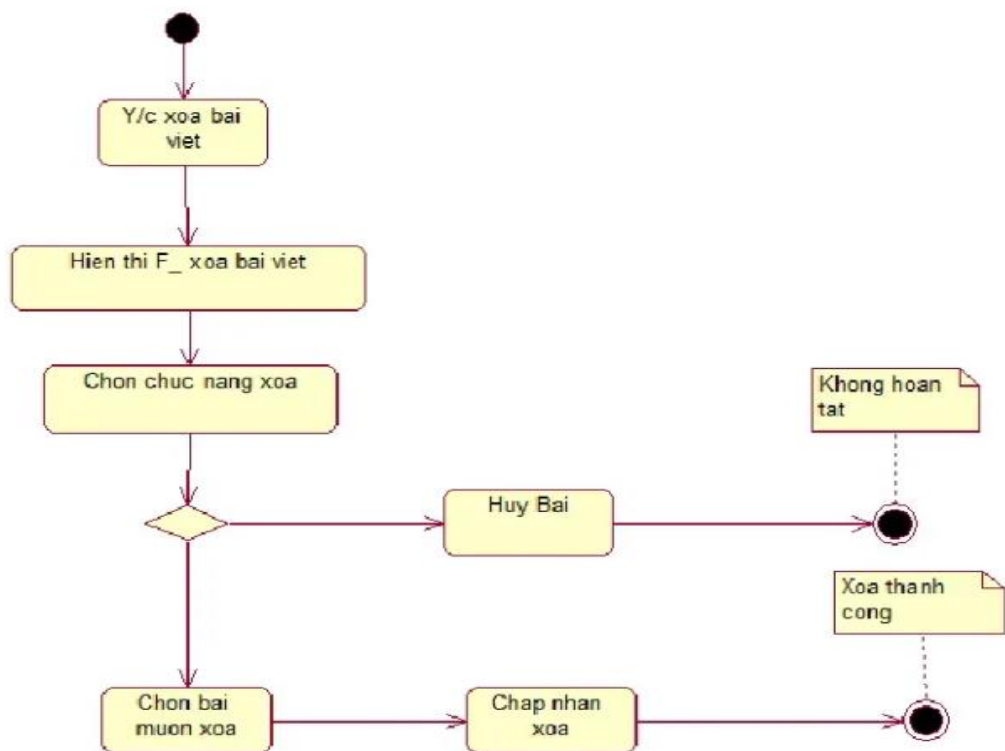 Y/c xoa bai
viet
Hien thi F_ xoa bai viet
Chon chuc nang xoa
Khong hoan
tat
Huy Bai
Xoa thanh
cong
Chon bai
muon xoa
Chap nhan
xoa